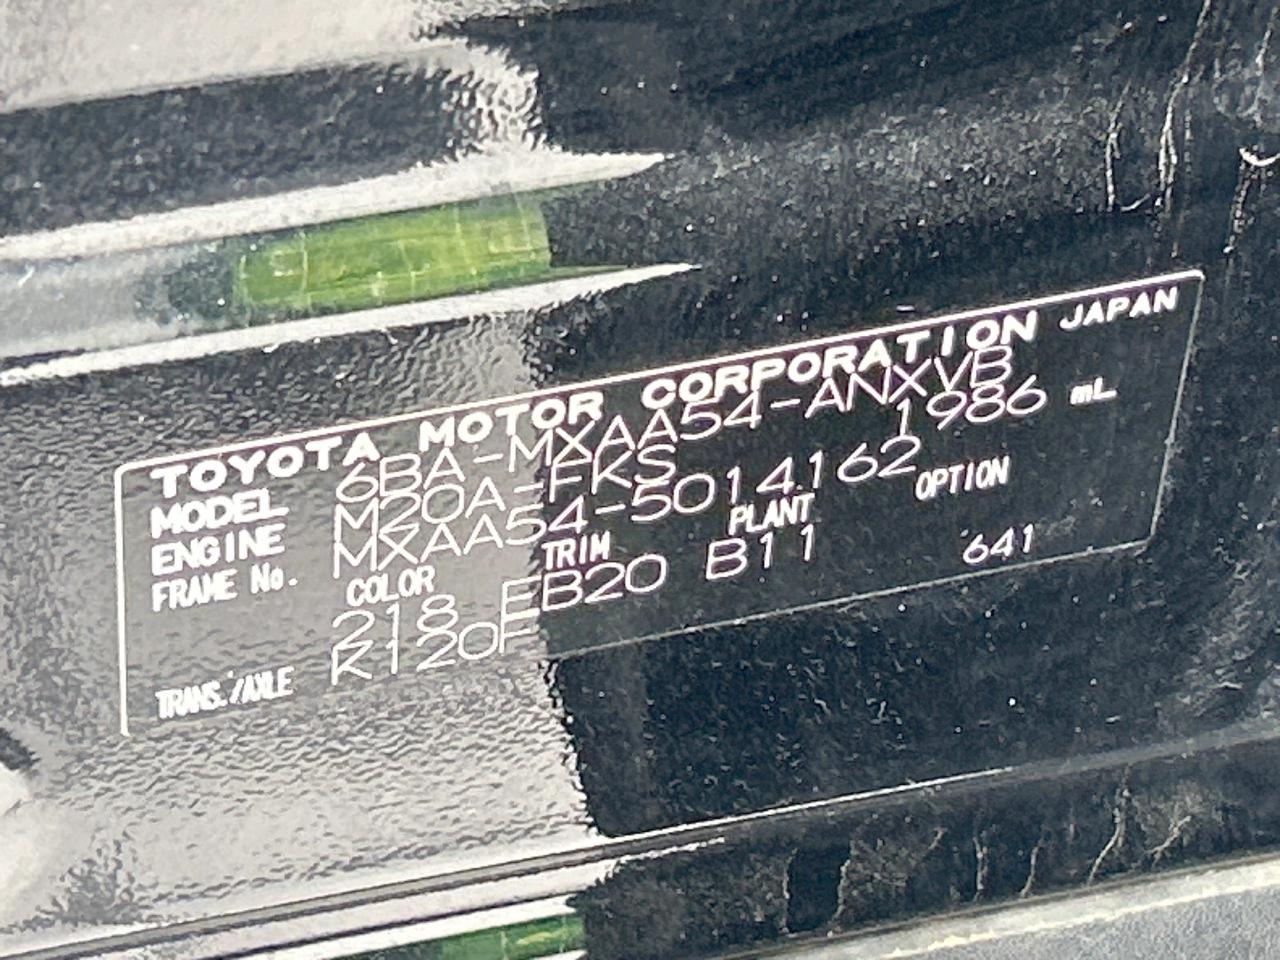 TOYOTA MOTOR CORPORATION JAPAN
MODEL 6BA-MXAA54-ANXVB
ENGINE M20A-FKS 1986 mL
FRAME No. MXAA54-5014162
COLOR TRIM PLANT OPTION
218 EB20 B11 641
TRANS./AXLE K120F